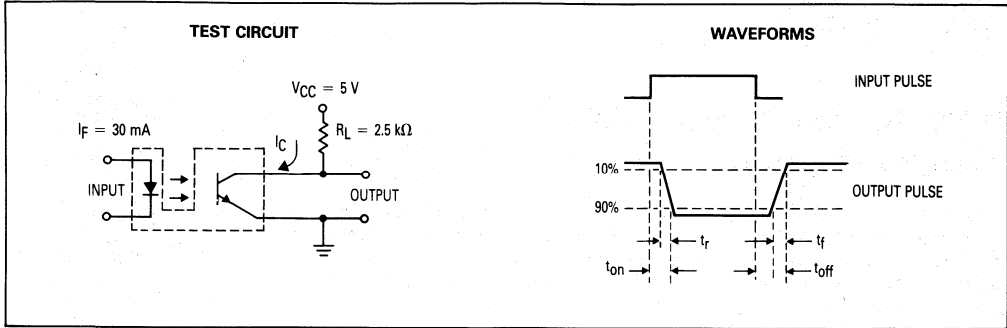 TEST CIRCUIT
VCC = 5 V
IF = 30 mA
RL = 2.5 kΩ
IC
INPUT
OUTPUT
WAVEFORMS
INPUT PULSE
10%
OUTPUT PULSE
90%
tr
tf
ton
toff